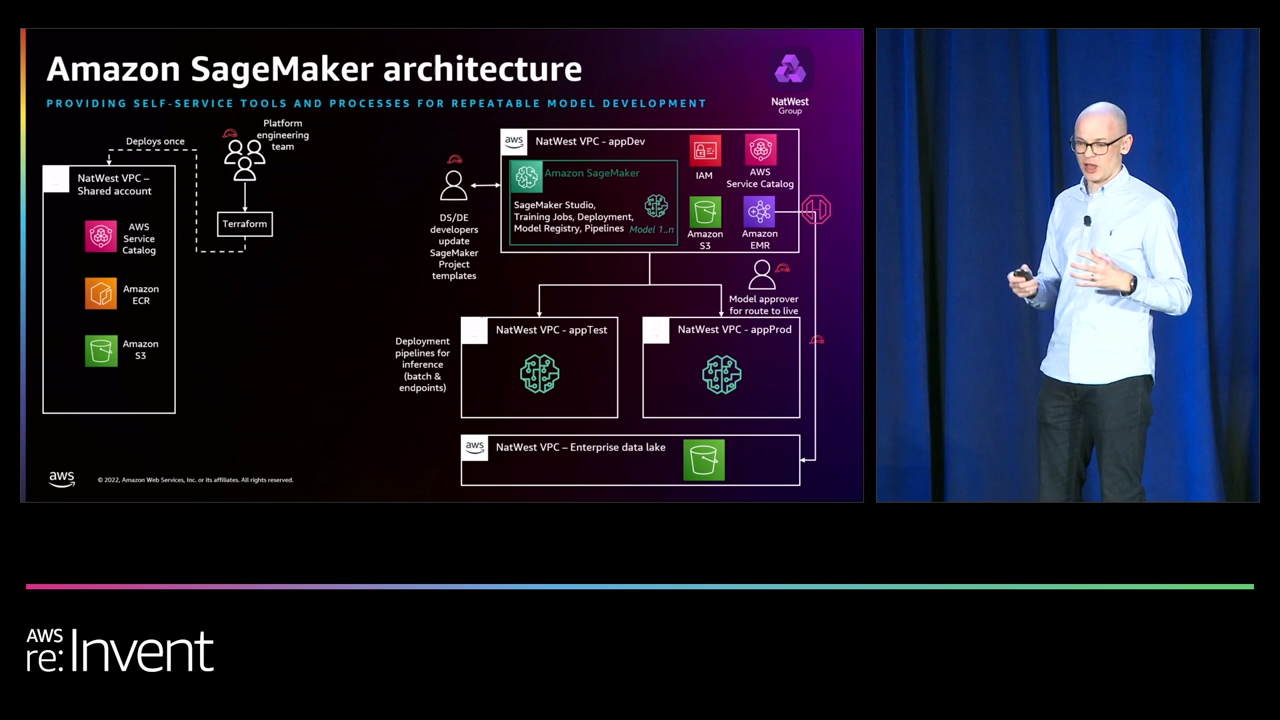 Amazon SageMaker architecture
PROVIDING SELF-SERVICE TOOLS AND PROCESSES FOR REPEATABLE MODEL DEVELOPMENT
NatWest
Group
Deploys once
Platform
engineering
team
NatWest VPC –
Shared account
AWS
Service
Catalog
Amazon
ECR
Amazon
S3
Terraform
DS/DE
developers
update
SageMaker
Project
templates
aws
NatWest VPC - appDev
Amazon SageMaker
SageMaker Studio,
Training Jobs, Deployment,
Model Registry, Pipelines
Model 1..n
IAM
AWS
Service Catalog
Amazon
S3
Amazon
EMR
Model approver
for route to live
Deployment
pipelines for
inference
(batch &
endpoints)
NatWest VPC - appTest
NatWest VPC - appProd
aws
NatWest VPC – Enterprise data lake
aws
© 2022, Amazon Web Services, Inc. or its affiliates. All rights reserved.
AWS
re:Invent